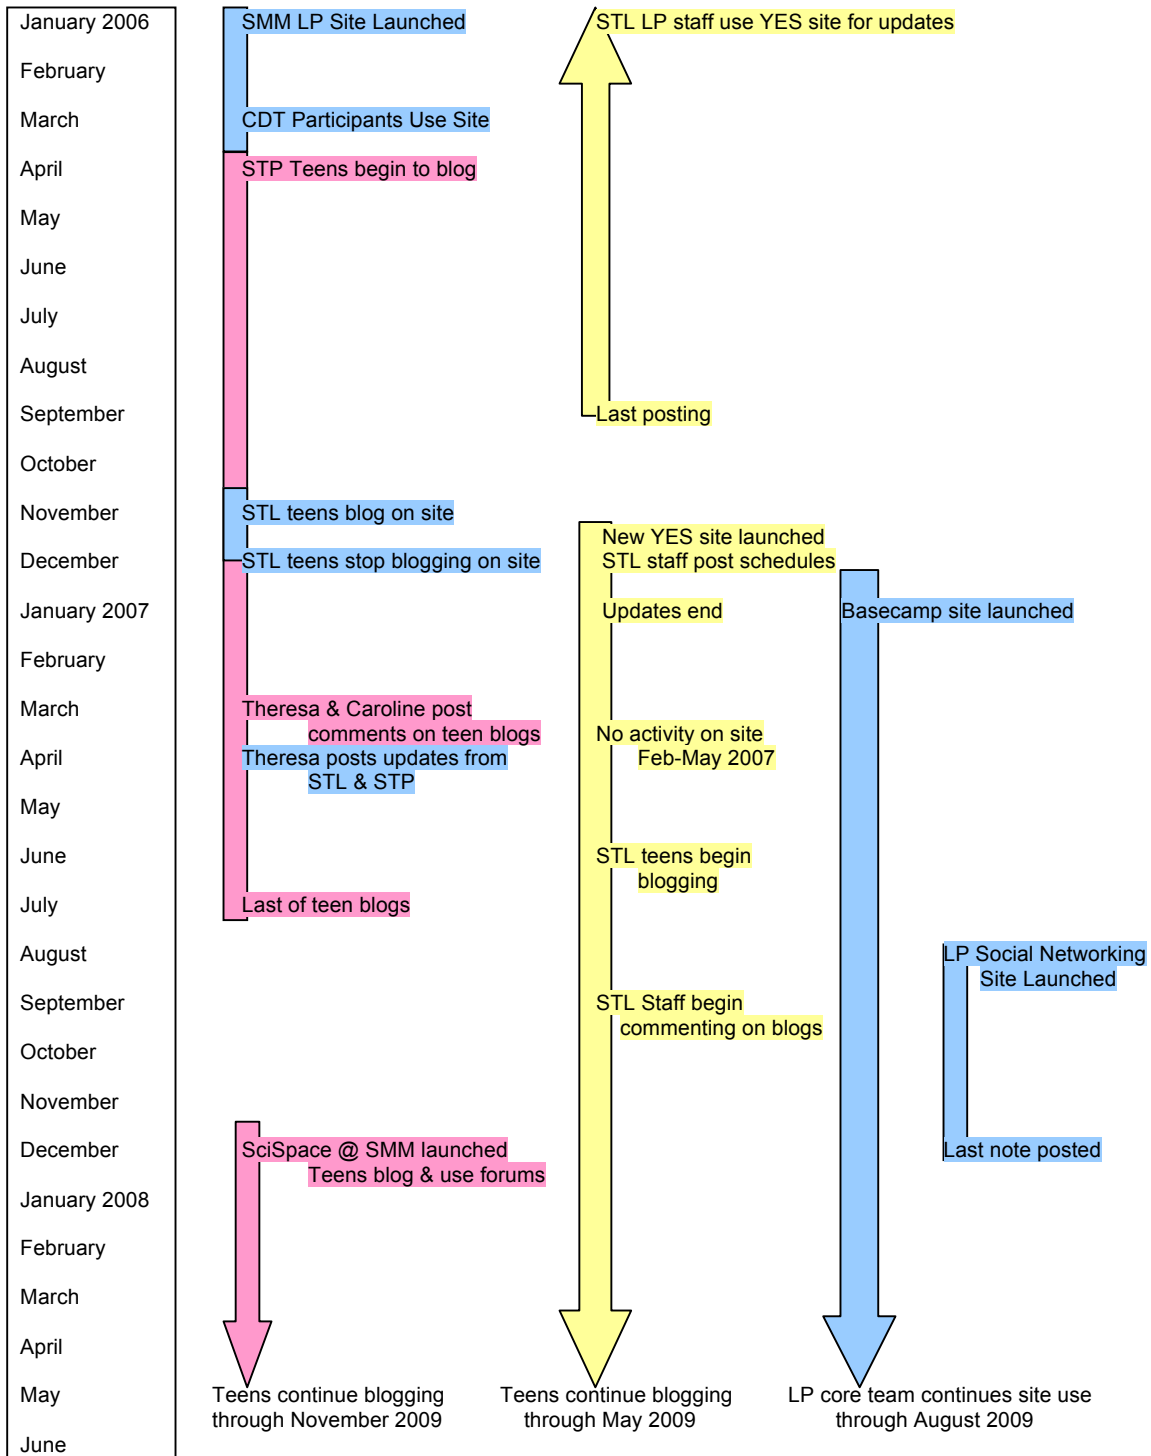 January 2006
SMM LP Site Launched
STL LP staff use YES site for updates
February
March
CDT Participants Use Site
April
STP Teens begin to blog
May
June
July
August
September
Last posting
October
November
STL teens blog on site
New YES site launched
December
STL teens stop blogging on site
STL staff post schedules
January 2007
Updates end
Basecamp site launched
February
March
Theresa & Caroline post
comments on teen blogs
No activity on site
April
Theresa posts updates from
Feb-May 2007
STL & STP
May
June
STL teens begin
blogging
July
Last of teen blogs
August
LP Social Networking
Site Launched
September
STL Staff begin
commenting on blogs
October
November
December
SciSpace @ SMM launched
Last note posted
Teens blog & use forums
January 2008
February
March
April
May
Teens continue blogging
through November 2009
Teens continue blogging
through May 2009
LP core team continues site use
through August 2009
June